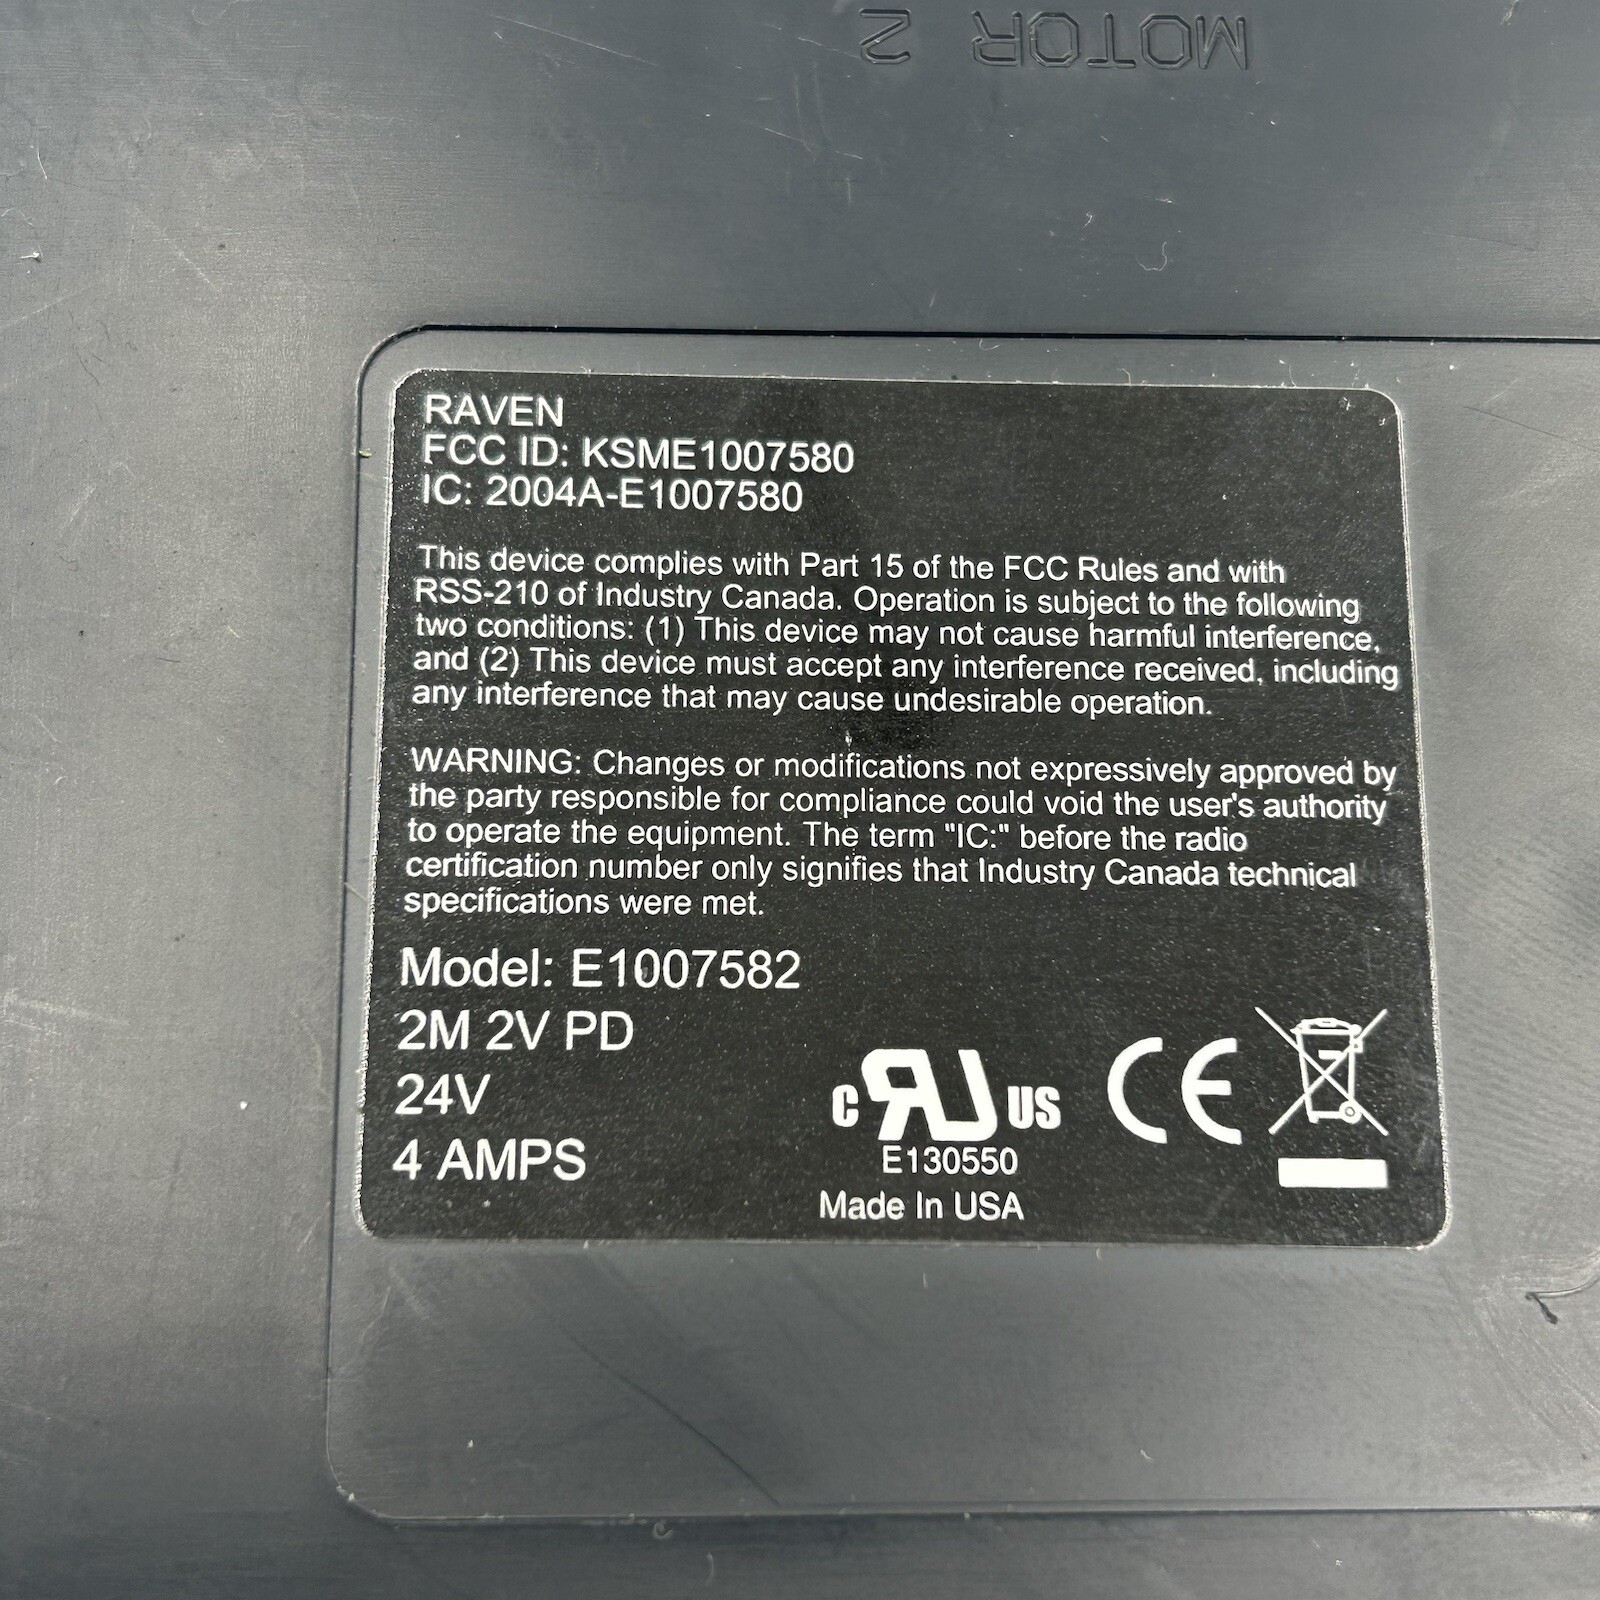 MOTOR 2
RAVEN
FCC ID: KSME1007580
IC: 2004A-E1007580
This device complies with Part 15 of the FCC Rules and with
RSS-210 of Industry Canada. Operation is subject to the following
two conditions: (1) This device may not cause harmful interference,
and (2) This device must accept any interference received, including
any interference that may cause undesirable operation.
WARNING: Changes or modifications not expressively approved by
the party responsible for compliance could void the user's authority
to operate the equipment. The term "IC:" before the radio
certification number only signifies that Industry Canada technical
specifications were met.
Model: E1007582
2M 2V PD
24V
4 AMPS
c RU US
E130550
Made In USA
CE